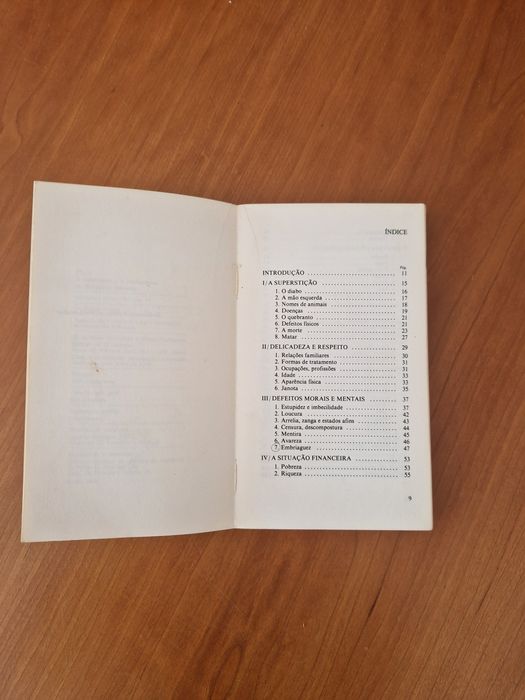 ÍNDICE
Pág.
INTRODUÇÃO 11
I/A SUPERSTIÇÃO 15
1. O diabo 16
2. A mão esquerda 17
3. Nomes de animais 18
4. Doenças 19
5. O quebranto 21
6. Defeitos físicos 21
7. A morte 23
8. Matar 27
II/DELICADEZA E RESPEITO 29
1. Relações familiares 30
2. Formas de tratamento 31
3. Ocupações, profissões 31
4. Idade 33
5. Aparência física 33
6. Janota 35
III/DEFEITOS MORAIS E MENTAIS 37
1. Estupidez e imbecilidade 37
2. Loucura 42
3. Arrelia, zanga e estados afins 43
4. Censura, descompostura 44
5. Mentira 45
6. Avareza 46
7. Embriaguez 47
IV/A SITUAÇÃO FINANCEIRA 53
1. Pobreza 53
2. Riqueza 55
9